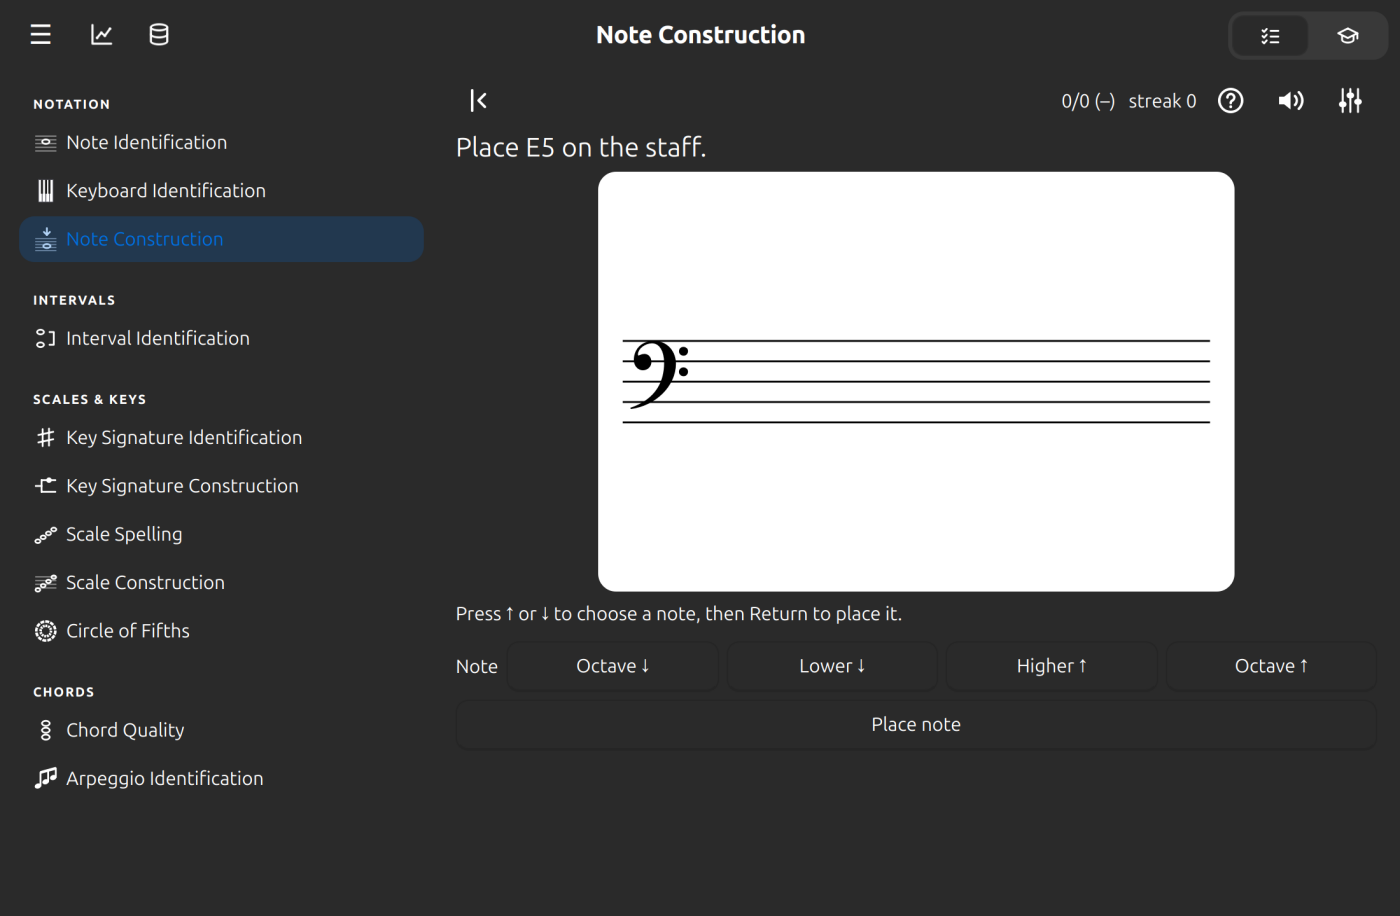 Note Construction
NOTATION
Note Identification
Keyboard Identification
Note Construction
INTERVALS
Interval Identification
SCALES & KEYS
Key Signature Identification
Key Signature Construction
Scale Spelling
Scale Construction
Circle of Fifths
CHORDS
Chord Quality
Arpeggio Identification
0/0 (–) streak 0
Place E5 on the staff.
Press ↑ or ↓ to choose a note, then Return to place it.
Note Octave ↓ Lower ↓ Higher ↑ Octave ↑
Place note